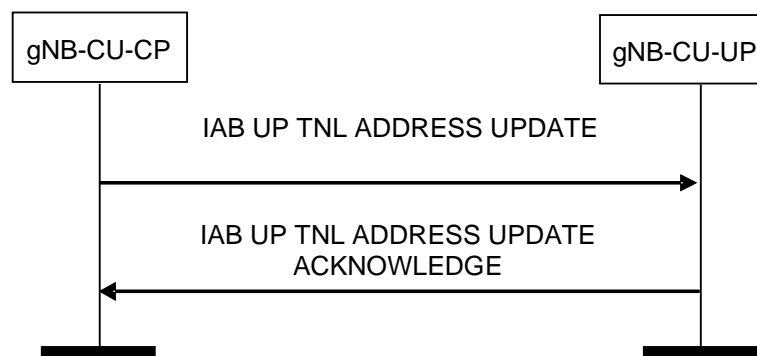 gNB-CU-CP
gNB-CU-UP
IAB UP TNL ADDRESS UPDATE
IAB UP TNL ADDRESS UPDATE
ACKNOWLEDGE